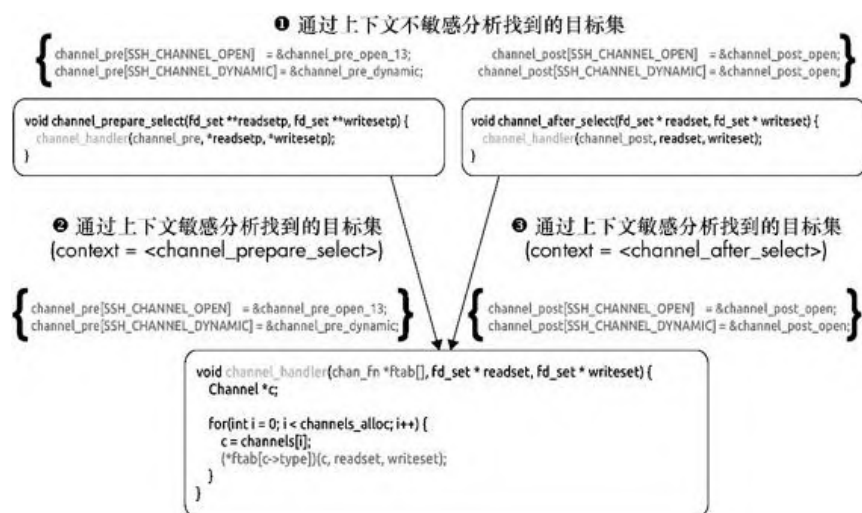 ❶ 通过上下文不敏感分析找到的目标集
{ channel_pre[SSH_CHANNEL_OPEN] = &channel_pre_open_13;
channel_pre[SSH_CHANNEL_DYNAMIC] = &channel_pre_dynamic;
channel_post[SSH_CHANNEL_OPEN] = &channel_post_open;
channel_post[SSH_CHANNEL_DYNAMIC] = &channel_post_open; }
void channel_prepare_select(fd_set **readsetp, fd_set **writesetp) {
channel_handler(channel_pre, *readsetp, *writesetp);
}
void channel_after_select(fd_set * readset, fd_set * writeset) {
channel_handler(channel_post, readset, writeset);
}
❷ 通过上下文敏感分析找到的目标集
(context = <channel_prepare_select>)
❸ 通过上下文敏感分析找到的目标集
(context = <channel_after_select>)
{ channel_pre[SSH_CHANNEL_OPEN] = &channel_pre_open_13;
channel_pre[SSH_CHANNEL_DYNAMIC] = &channel_pre_dynamic; }
{ channel_post[SSH_CHANNEL_OPEN] = &channel_post_open;
channel_post[SSH_CHANNEL_DYNAMIC] = &channel_post_open; }
void channel_handler(chan_fn *ftab[], fd_set * readset, fd_set * writeset) {
Channel *c;
for(int i = 0; i < channels_alloc; i++) {
c = channels[i];
(*ftab[c->type])(c, readset, writeset);
}
}